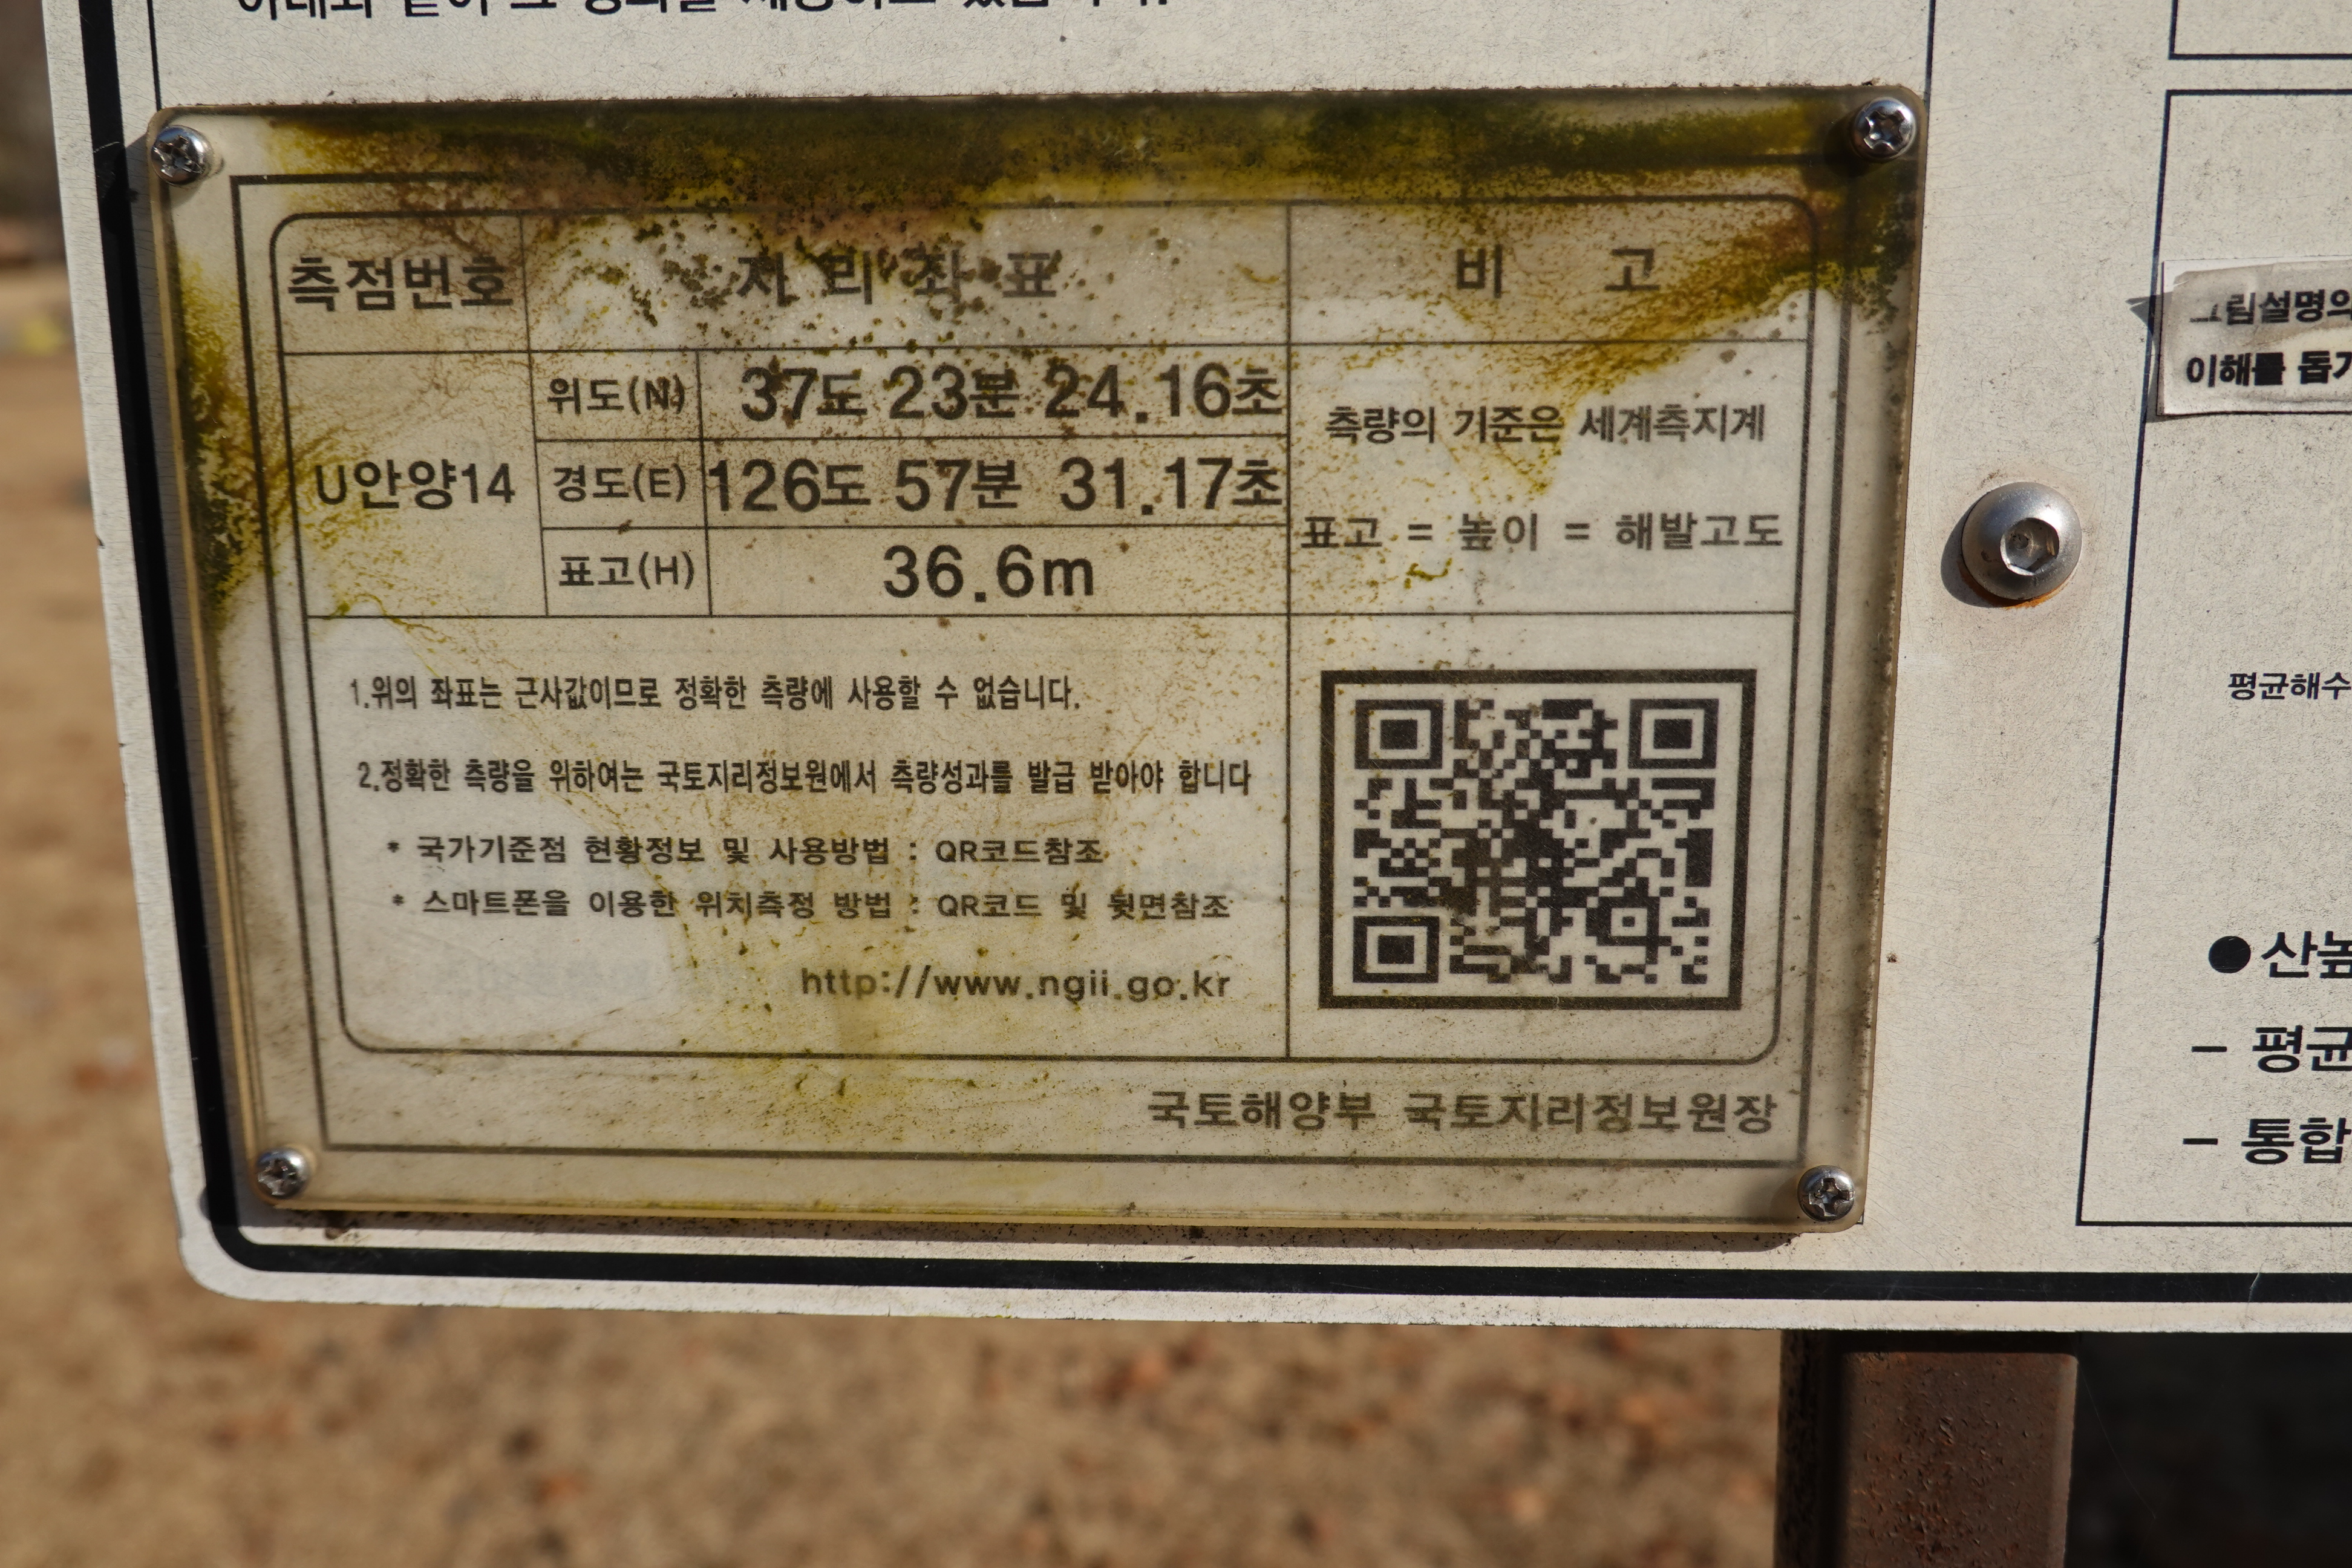 측점번호 지 리 좌 표 비 고
U안양14
위도(N) 37도 23분 24.16초
경도(E) 126도 57분 31.17초
표고(H) 36.6m
측량의 기준은 세계측지계
표고 = 높이 = 해발고도
1.위의 좌표는 근사값이므로 정확한 측량에 사용할 수 없습니다.
2.정확한 측량을 위하여는 국토지리정보원에서 측량성과를 발급 받아야 합니다
* 국가기준점 현황정보 및 사용방법 : QR코드참조
* 스마트폰을 이용한 위치측정 방법 : QR코드 및 뒷면참조
http://www.ngii.go.kr
국토해양부 국토지리정보원장
그림설명의
이해를
평균해수
- 평균
- 통합